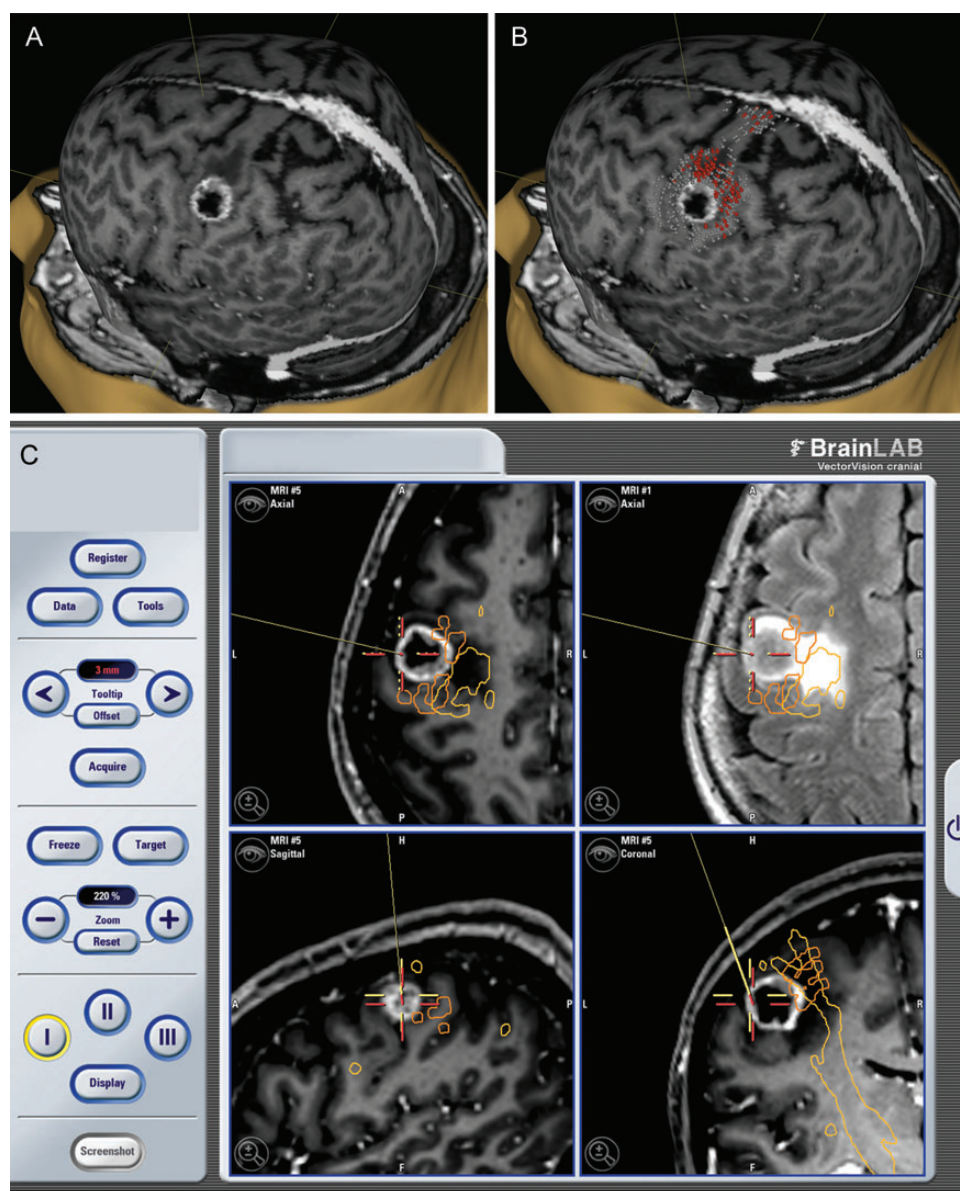 A
B
C
BrainLAB
VectorVision cranial
Register
Data
Tools
3 mm
Tooltip
Offset
Acquire
Freeze
Target
220 %
Zoom
Reset
I
II
III
Display
Screenshot
MRI #5
Axial
A
L
R
P
MRI #1
Axial
A
L
R
P
MRI #5
Sagittal
H
A
P
F
MRI #5
Coronal
H
L
R
F